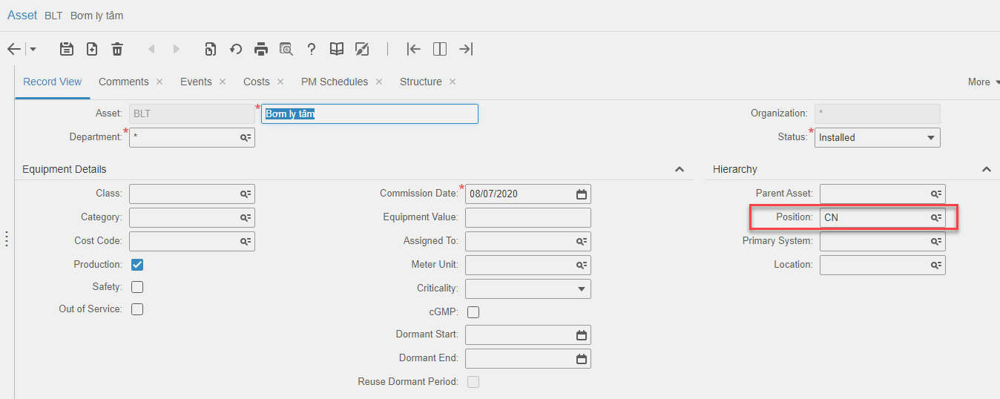 Asset BLT Bơm ly tâm
Record View Comments Events Costs PM Schedules Structure More
Asset: BLT * Bơm ly tâm Organization: *
Department: * * Status: * Installed
Equipment Details Hierarchy
Class: Commission Date: * 08/07/2020 Parent Asset:
Category: Equipment Value: Position: CN
Cost Code: Assigned To: Primary System:
Production: Meter Unit: Location:
Safety: Criticality:
Out of Service: cGMP:
Dormant Start:
Dormant End:
Reuse Dormant Period: